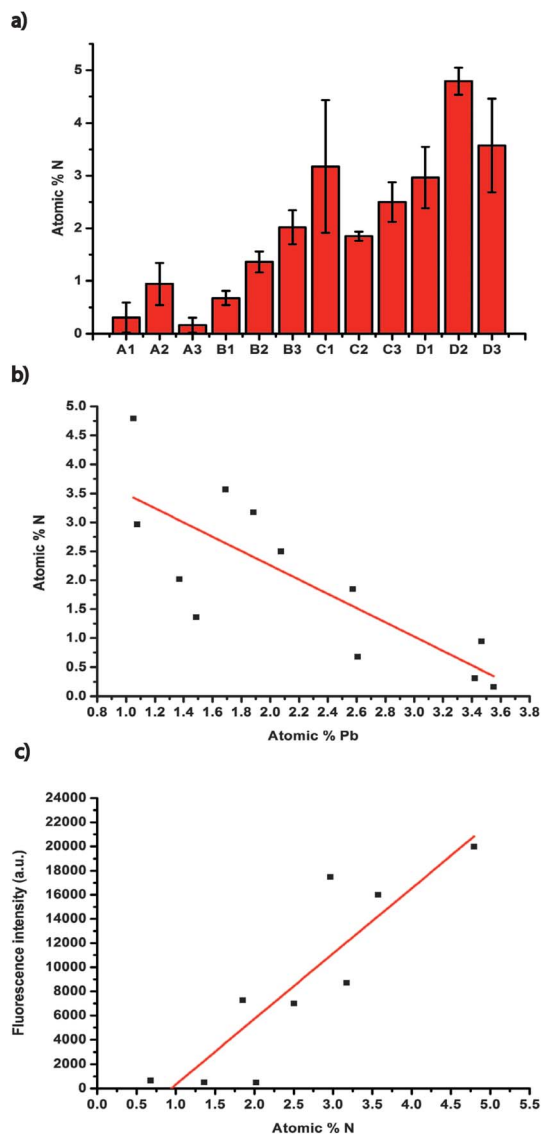 a)
Atomic % N
5
4
3
2
1
0
A1 A2 A3 B1 B2 B3 C1 C2 C3 D1 D2 D3
b)
Atomic % N
5.0
4.5
4.0
3.5
3.0
2.5
2.0
1.5
1.0
0.5
0.0
0.8 1.0 1.2 1.4 1.6 1.8 2.0 2.2 2.4 2.6 2.8 3.0 3.2 3.4 3.6 3.8
Atomic % Pb
c)
Fluorescence intensity (a.u.)
24000
22000
20000
18000
16000
14000
12000
10000
8000
6000
4000
2000
0
0.0 0.5 1.0 1.5 2.0 2.5 3.0 3.5 4.0 4.5 5.0 5.5
Atomic % N